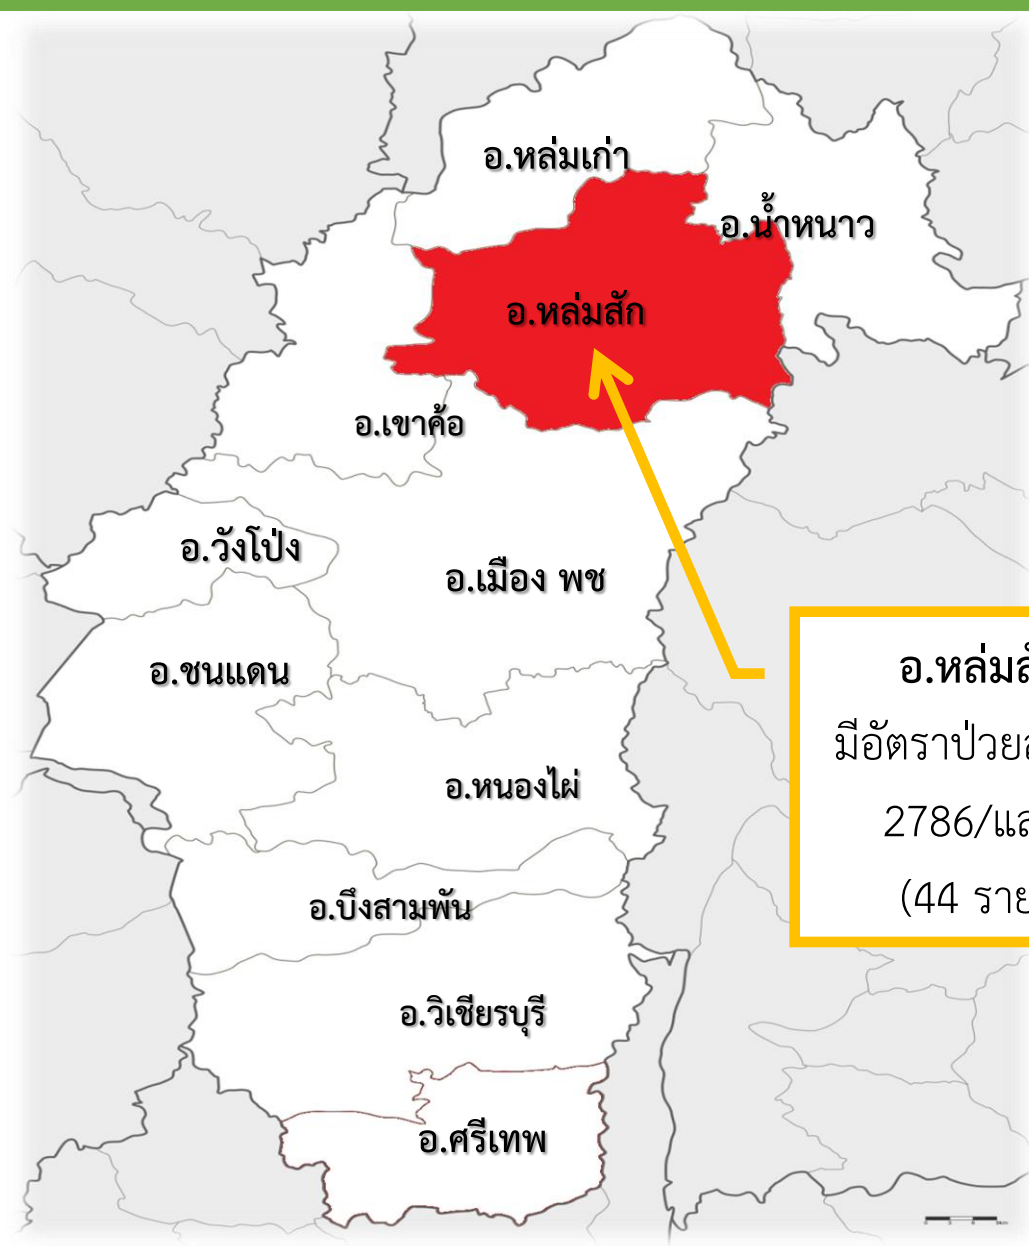 อ.หล่มเก่า
อ.น้ำหนาว
อ.หล่มสัก
อ.เขาค้อ
อ.วังโป่ง
อ.เมือง พช
อ.ชนแดน
อ.หล่มสั
มีอัตราป่วยส
2786/แส
(44 ราย
อ.หนองไผ่
อ.บึงสามพัน
อ.วิเชียรบุรี
อ.ศรีเทพ